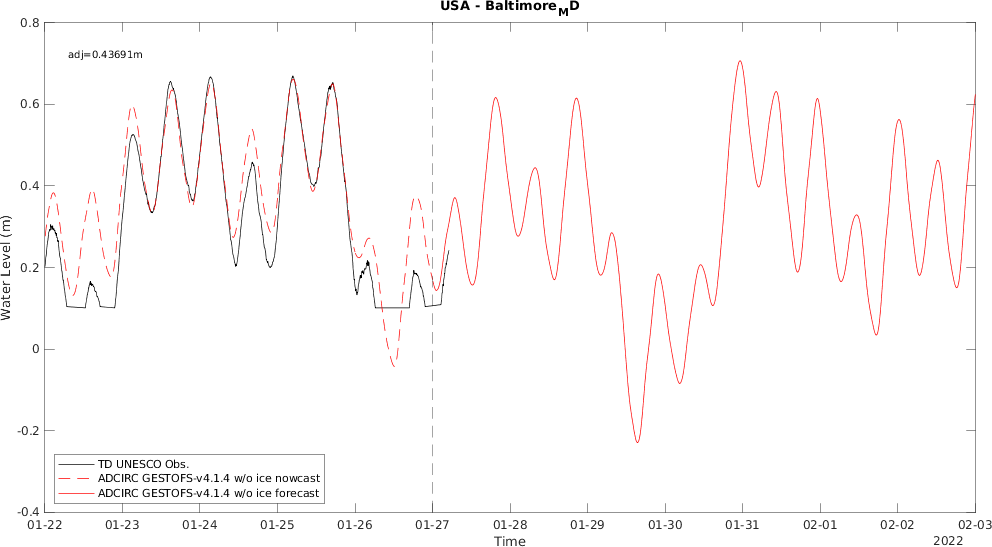 USA - Baltimore_MD
adj=0.43691m
Water Level (m)
0.8
0.6
0.4
0.2
0
-0.2
-0.4
TD UNESCO Obs.
ADCIRC GESTOFS-v4.1.4 w/o ice nowcast
ADCIRC GESTOFS-v4.1.4 w/o ice forecast
01-22 01-23 01-24 01-25 01-26 01-27 01-28 01-29 01-30 01-31 02-01 02-02 02-03
Time
2022